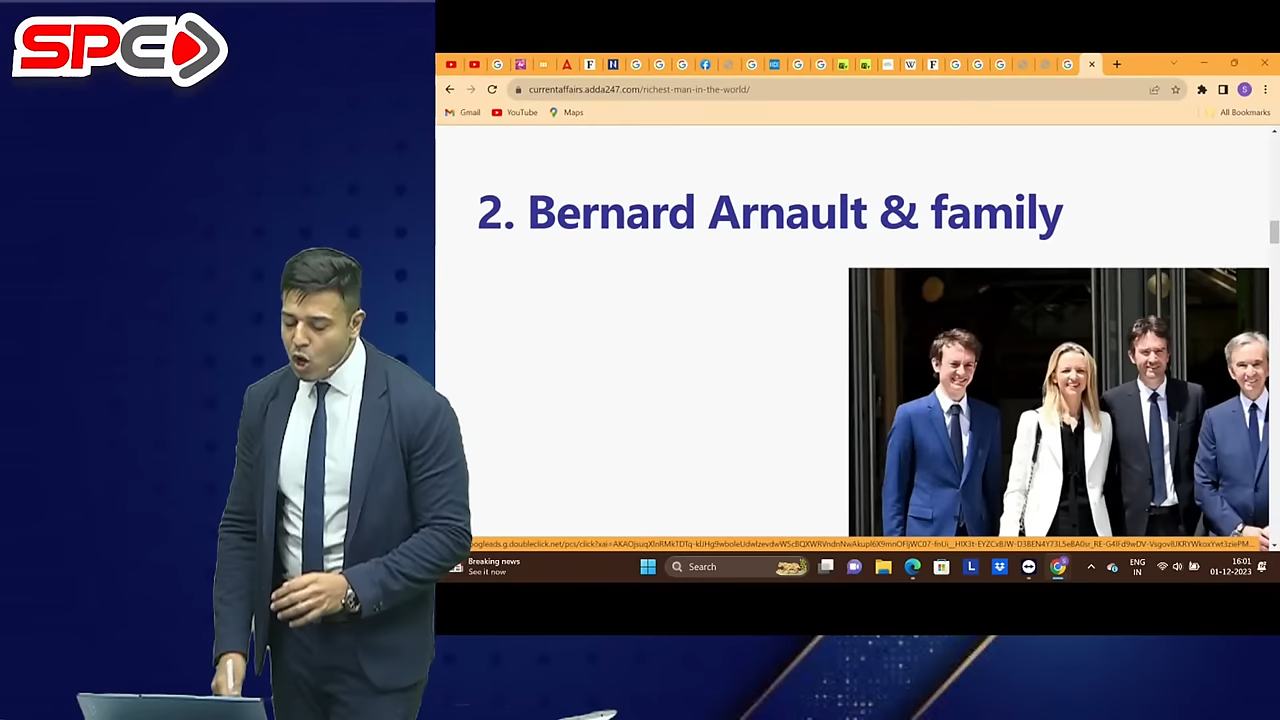 SPED
currentaffairs.adda247.com/richest-man-in-the-world/
Gmail YouTube Maps All Bookmarks
2. Bernard Arnault & family
Breaking news
See it now
Search
ENG
IN
16:01
01-12-2023